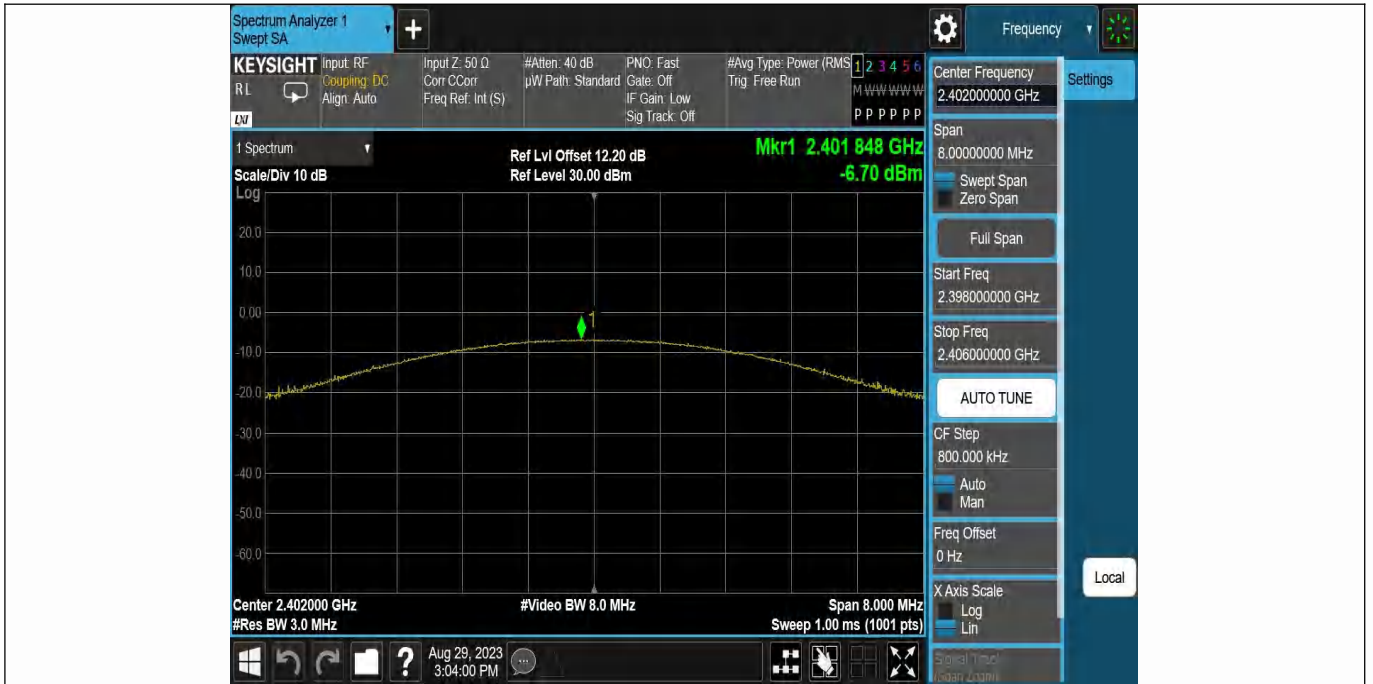 Spectrum Analyzer 1
Swept SA
+
Frequency
KEYSIGHT
RL
LXI
Input: RF
Coupling: DC
Align: Auto
Input Z: 50 Ω
Corr CCorr
Freq Ref: Int (S)
#Atten: 40 dB
µW Path: Standard
PNO: Fast
Gate: Off
IF Gain: Low
Sig Track: Off
#Avg Type: Power (RMS
Trig: Free Run
1 2 3 4 5 6
M W W W W W
P P P P P P
1 Spectrum
Scale/Div 10 dB
Ref Lvl Offset 12.20 dB
Ref Level 30.00 dBm
Mkr1 2.401 848 GHz
-6.70 dBm
Log
20.0
10.0
0.00
-10.0
-20.0
-30.0
-40.0
-50.0
-60.0
1
Center 2.402000 GHz
#Res BW 3.0 MHz
#Video BW 8.0 MHz
Span 8.000 MHz
Sweep 1.00 ms (1001 pts)
Center Frequency
2.402000000 GHz
Span
8.00000000 MHz
Swept Span
Zero Span
Full Span
Start Freq
2.398000000 GHz
Stop Freq
2.406000000 GHz
AUTO TUNE
CF Step
800.000 kHz
Auto
Man
Freq Offset
0 Hz
X Axis Scale
Log
Lin
Signal Track
(Span Zoom)
Settings
Local
?
Aug 29, 2023
3:04:00 PM